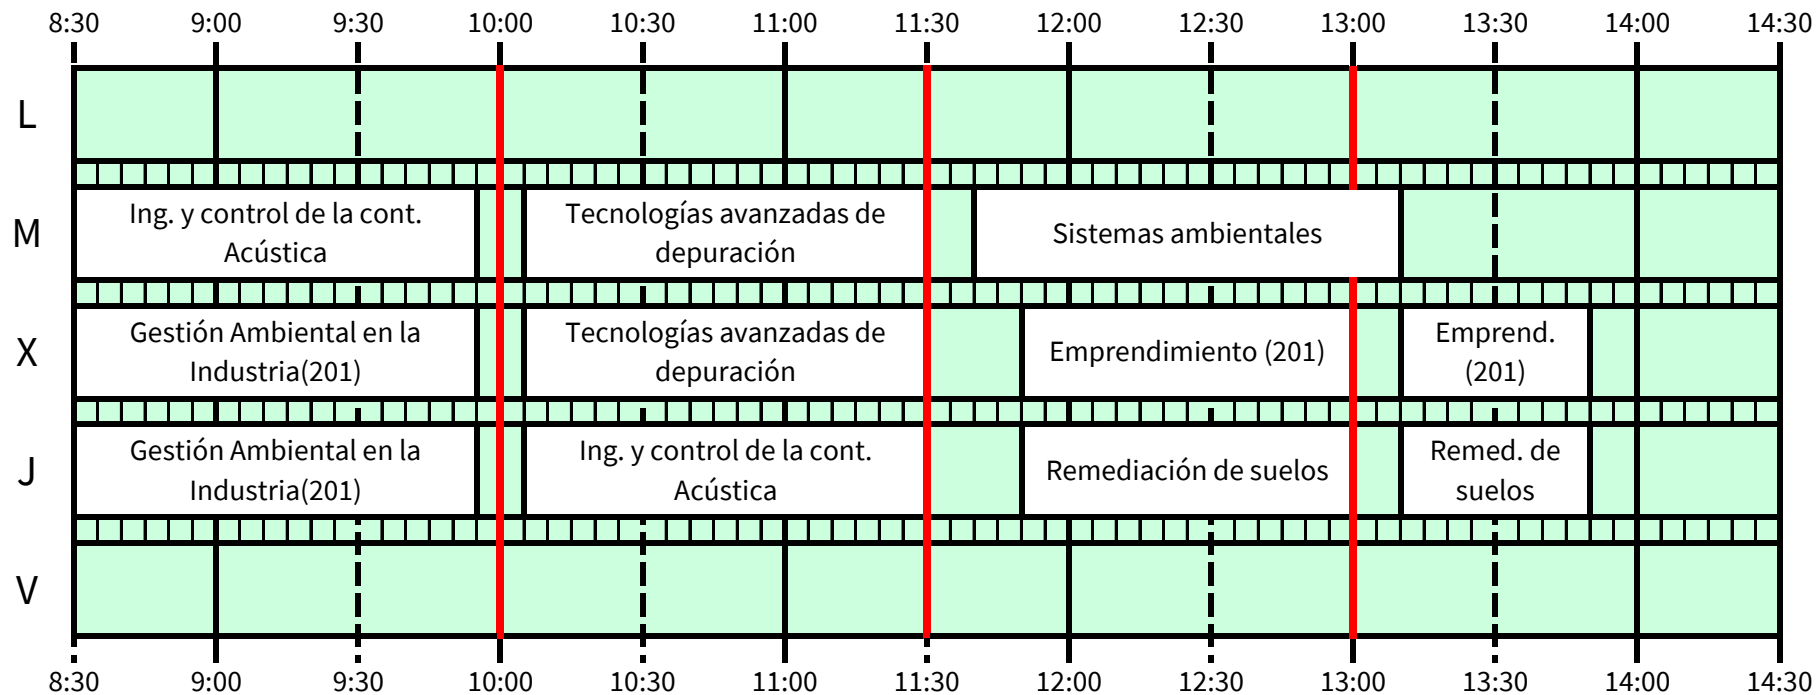 8:30 9:00 9:30 10:00 10:30 11:00 11:30 12:00 12:30 13:00 13:30 14:00 14:30
L
M
Ing. y control de la cont.
Acústica
Tecnologías avanzadas de
depuración
Sistemas ambientales
X
Gestión Ambiental en la
Industria(201)
Tecnologías avanzadas de
depuración
Emprendimiento (201)
Emprend.
(201)
J
Gestión Ambiental en la
Industria(201)
Ing. y control de la cont.
Acústica
Remediación de suelos
Remed. de
suelos
V
8:30 9:00 9:30 10:00 10:30 11:00 11:30 12:00 12:30 13:00 13:30 14:00 14:30